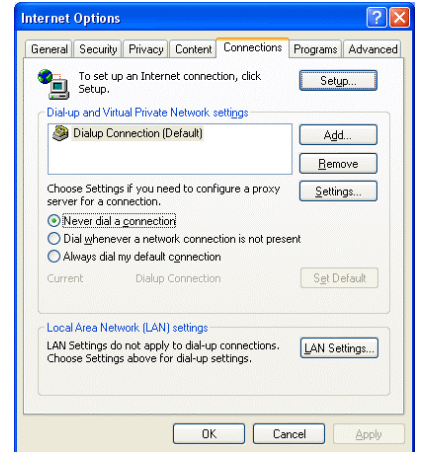 Internet Options
General Security Privacy Content Connections Programs Advanced
To set up an Internet connection, click
Setup.
Setup...
Dial-up and Virtual Private Network settings
Dialup Connection (Default)
Add...
Remove
Choose Settings if you need to configure a proxy
server for a connection.
Settings...
Never dial a connection
Dial whenever a network connection is not present
Always dial my default connection
Current Dialup Connection Set Default
Local Area Network (LAN) settings
LAN Settings do not apply to dial-up connections.
Choose Settings above for dial-up settings.
LAN Settings...
OK Cancel Apply